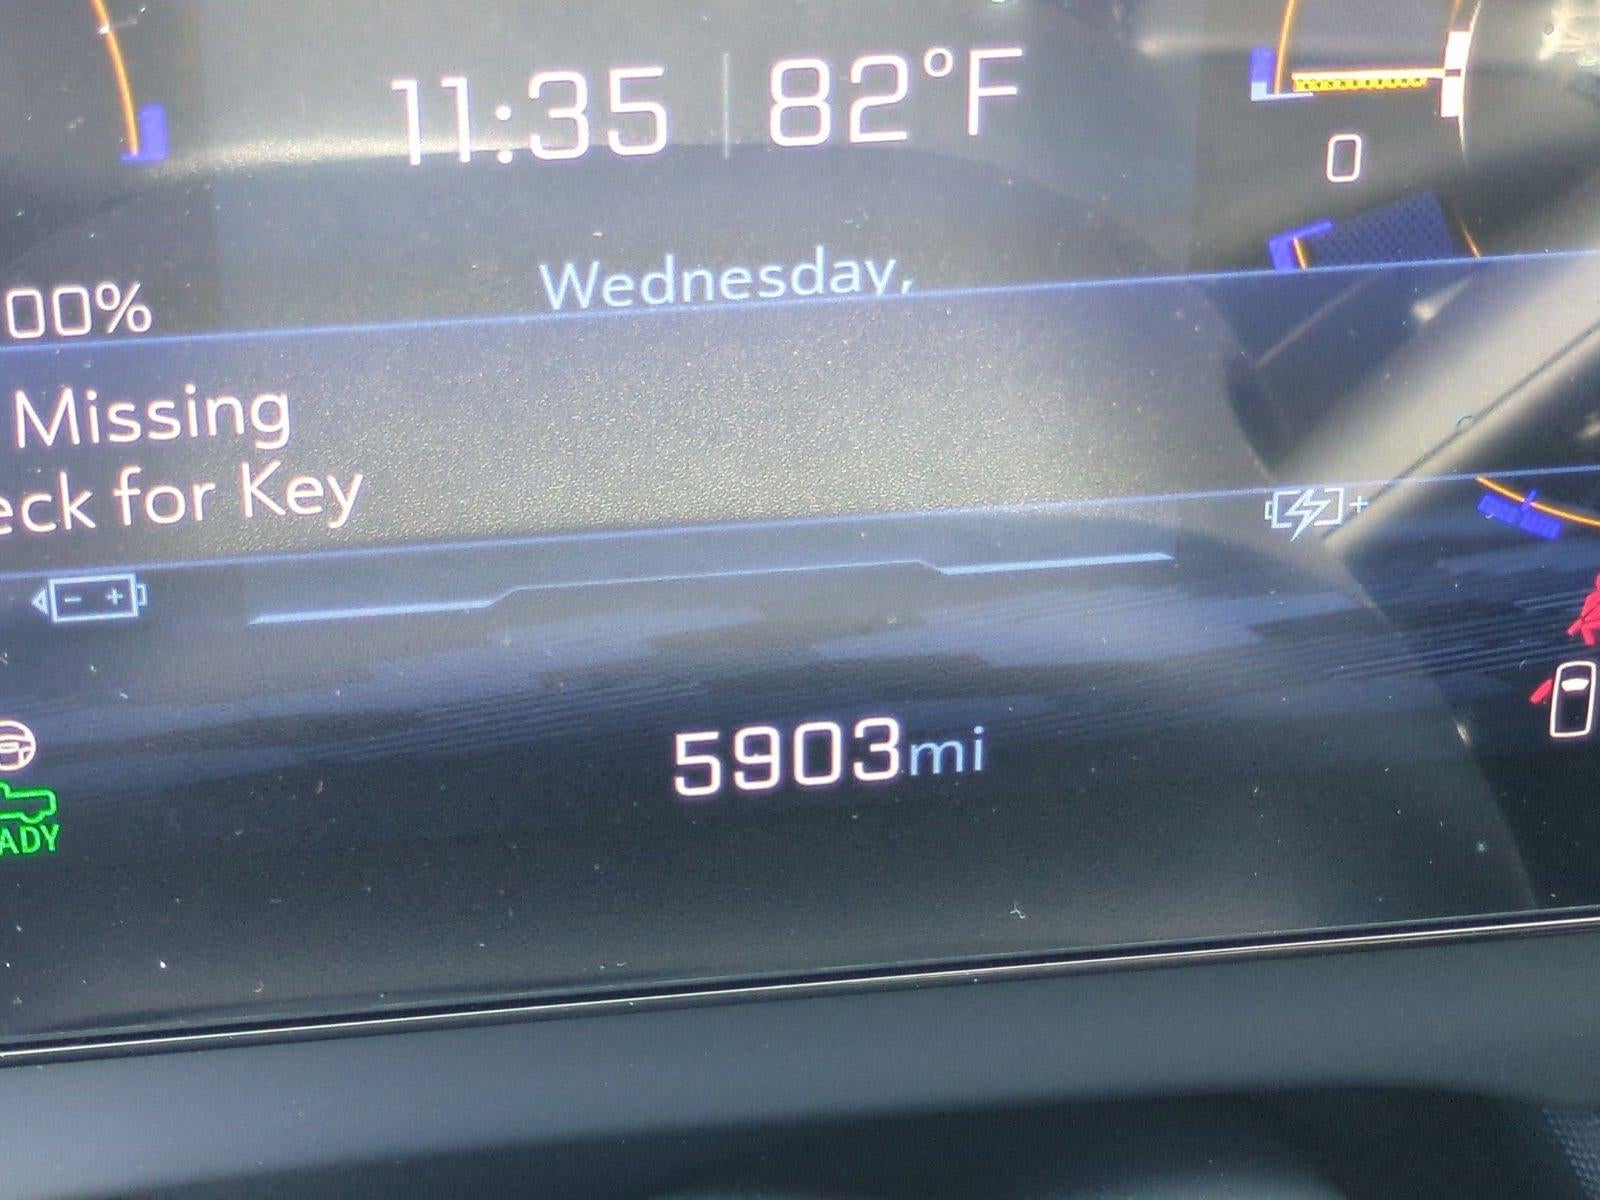 11:35 82°F
0
Wednesday,
00%
Missing
eck for Key
5903mi
ADY